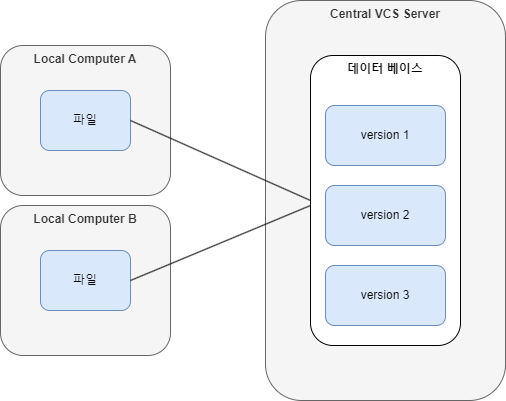 Central VCS Server
Local Computer A
데이터 베이스
파일
version 1
version 2
Local Computer B
파일
version 3